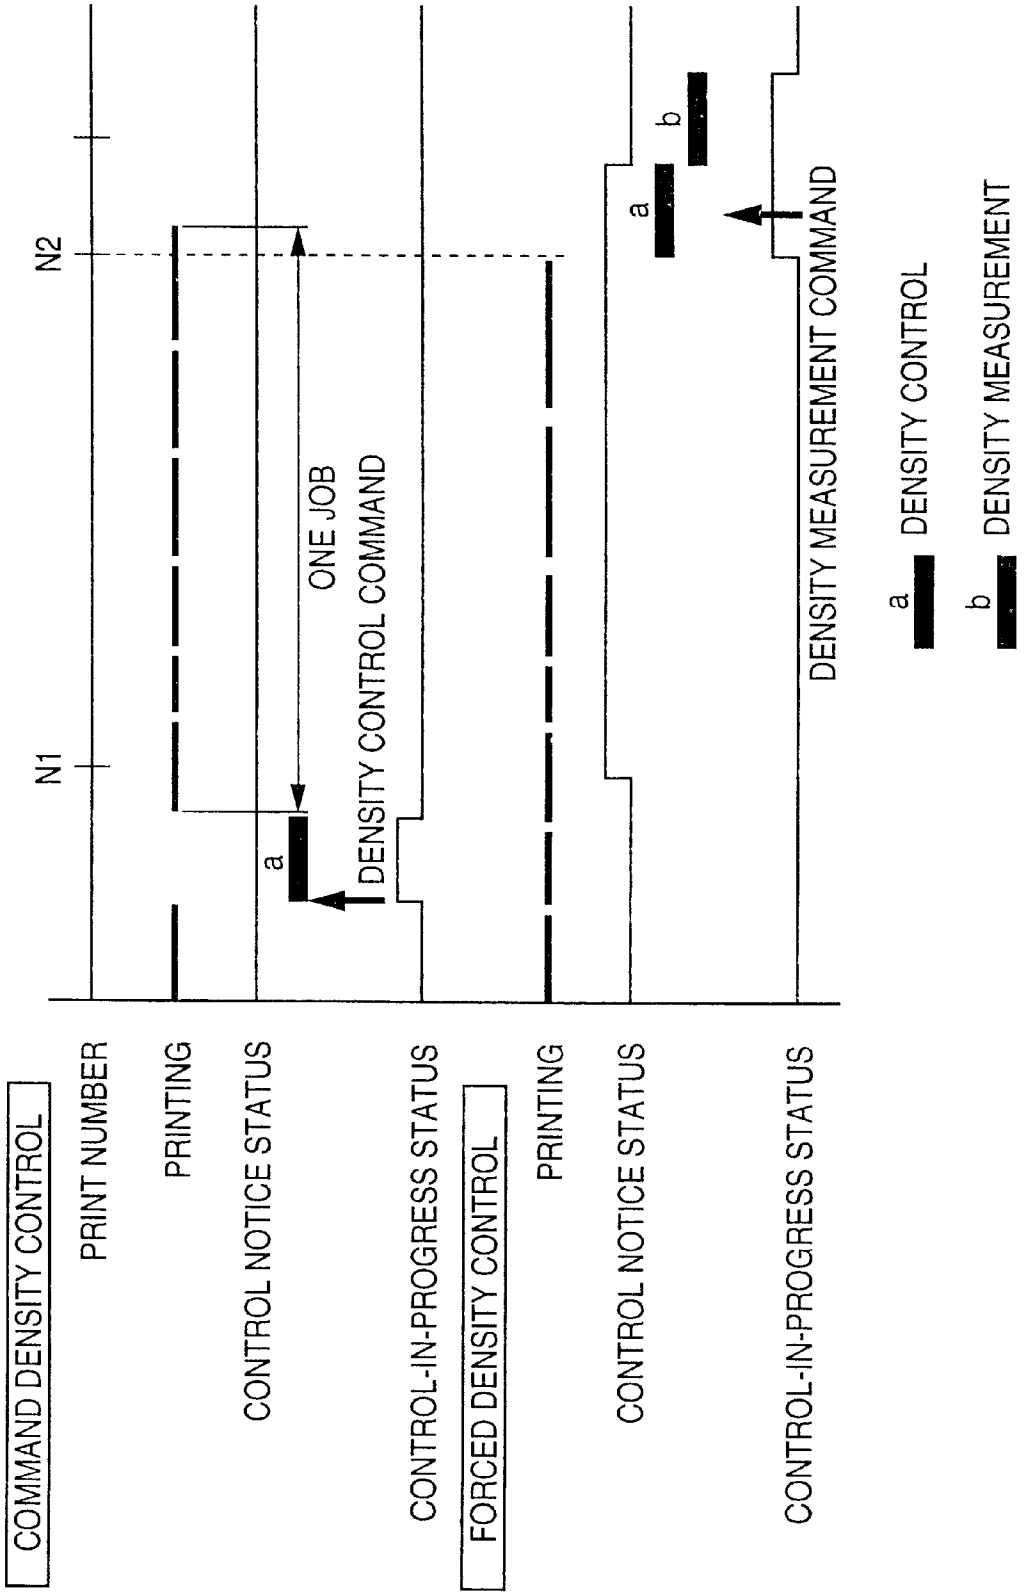 COMMAND DENSITY CONTROL
N1
N2
PRINT NUMBER
PRINTING
CONTROL NOTICE STATUS
a
ONE JOB
DENSITY CONTROL COMMAND
CONTROL-IN-PROGRESS STATUS
FORCED DENSITY CONTROL
PRINTING
CONTROL NOTICE STATUS
a
b
CONTROL-IN-PROGRESS STATUS
DENSITY MEASUREMENT COMMAND
a
DENSITY CONTROL
b
DENSITY MEASUREMENT